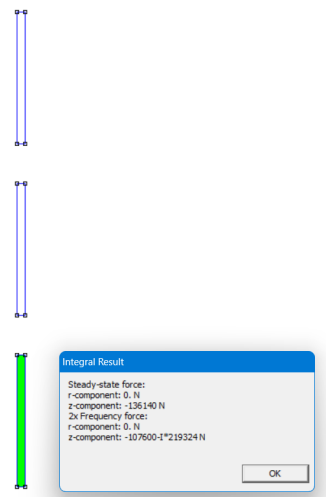 Integral Result
Steady-state force:
r-component: 0. N
z-component: -136140 N
2x Frequency force:
r-component: 0. N
z-component: -107600-I*219324 N
OK